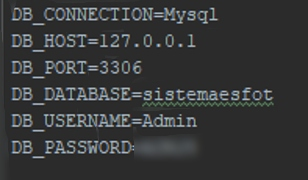 DB_CONNECTION=Mysql
DB_HOST=127.0.0.1
DB_PORT=3306
DB_DATABASE=sistemaesfot
DB_USERNAME=Admin
DB_PASSWORD=